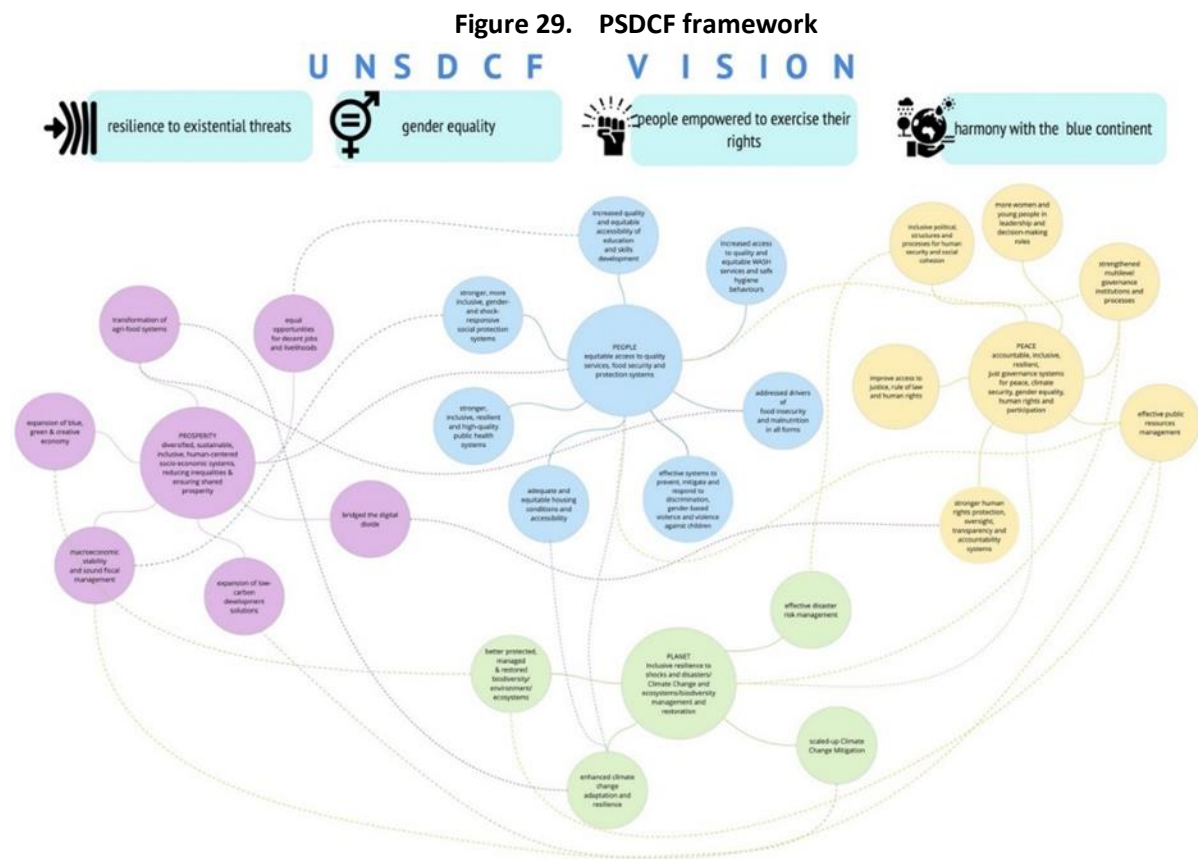 Figure 29. PSDCF framework
UNSDCF VISION
resilience to existential threats
gender equality
people empowered to exercise their
rights
harmony with the blue continent
increased quality
and equitable
accessibility of
education
and skills
development
increased access
to quality and
equitable WASH
services and safe
hygiene
behaviours
inclusive political,
structures and
processes for human
security and social
cohesion
more women and
young people in
leadership and
decision-making
roles
strengthened
multilevel
governance
institutions and
processes
transformation of
agri-food systems
equal
opportunities
for decent jobs
and livelihoods
stronger, more
inclusive, gender-
and shock-
responsive
social protection
systems
PEOPLE
equitable access to quality
services, food security and
protection systems
PEACE
accountable, inclusive,
resilient,
just governance systems
for peace, climate
security, gender equality,
human rights and
participation
improve access to
justice, rule of law
and human rights
addressed drivers
of
food insecurity
and malnutrition
in all forms
effective public
resources
management
expansion of blue,
green & creative
economy
PROSPERITY
diversified, sustainable,
inclusive, human-centered
socio-economic systems,
reducing inequalities &
ensuring shared
prosperity
stronger,
inclusive, resilient
and high-quality
public health
systems
adequate and
equitable housing
conditions and
accessibility
effective systems to
prevent, mitigate and
respond to
discrimination,
gender-based
violence and violence
against children
bridged the digital
divide
stronger human
rights protection,
oversight,
transparency and
accountability
systems
macroeconomic
stability
and sound fiscal
management
expansion of low-
carbon
development
solutions
effective disaster
risk management
better protected,
managed
& restored
biodiversity/
environment/
ecosystems
PLANET
Inclusive resilience to
shocks and disasters/
Climate Change and
ecosystems/biodiversity
management and
restoration
scaled-up Climate
Change Mitigation
enhanced climate
change
adaptation and
resilience